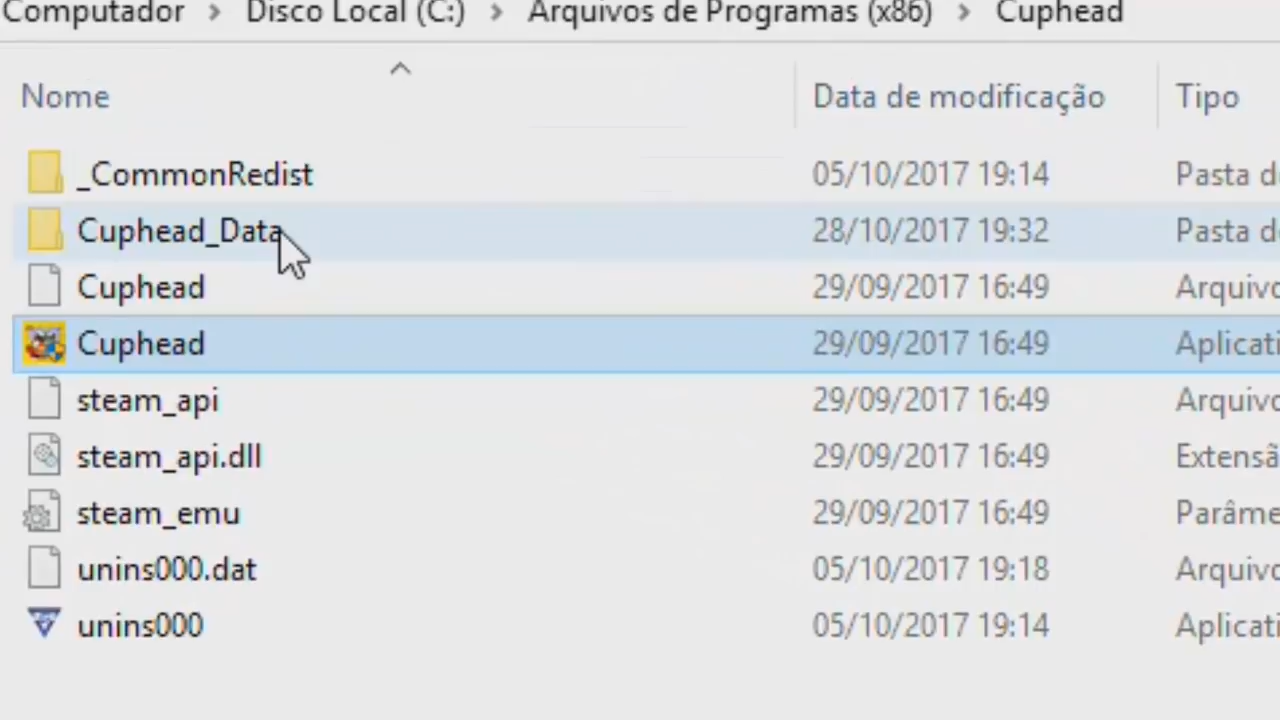 Computador > Disco Local (C:) > Arquivos de Programas (x86) > Cuphead
Nome Data de modificação Tipo
_CommonRedist 05/10/2017 19:14 Pasta d
Cuphead_Data 28/10/2017 19:32 Pasta d
Cuphead 29/09/2017 16:49 Arquivo
Cuphead 29/09/2017 16:49 Aplicati
steam_api 29/09/2017 16:49 Arquivo
steam_api.dll 29/09/2017 16:49 Extensã
steam_emu 29/09/2017 16:49 Parâme
unins000.dat 05/10/2017 19:18 Arquivo
unins000 05/10/2017 19:14 Aplicati